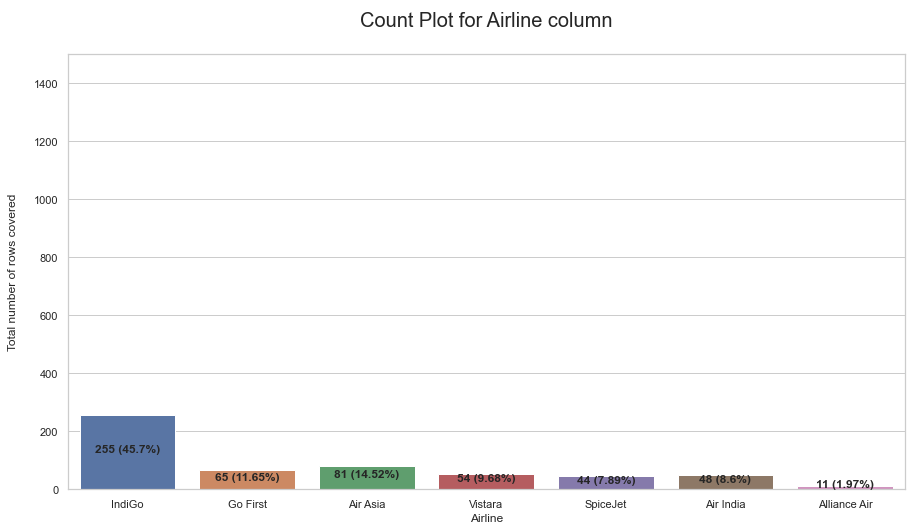 Count Plot for Airline column
Total number of rows covered
1400
1200
1000
800
600
400
200
0
255 (45.7%)
65 (11.65%)
81 (14.52%)
54 (9.68%)
44 (7.89%)
48 (8.6%)
11 (1.97%)
IndiGo
Go First
Air Asia
Vistara
SpiceJet
Air India
Alliance Air
Airline